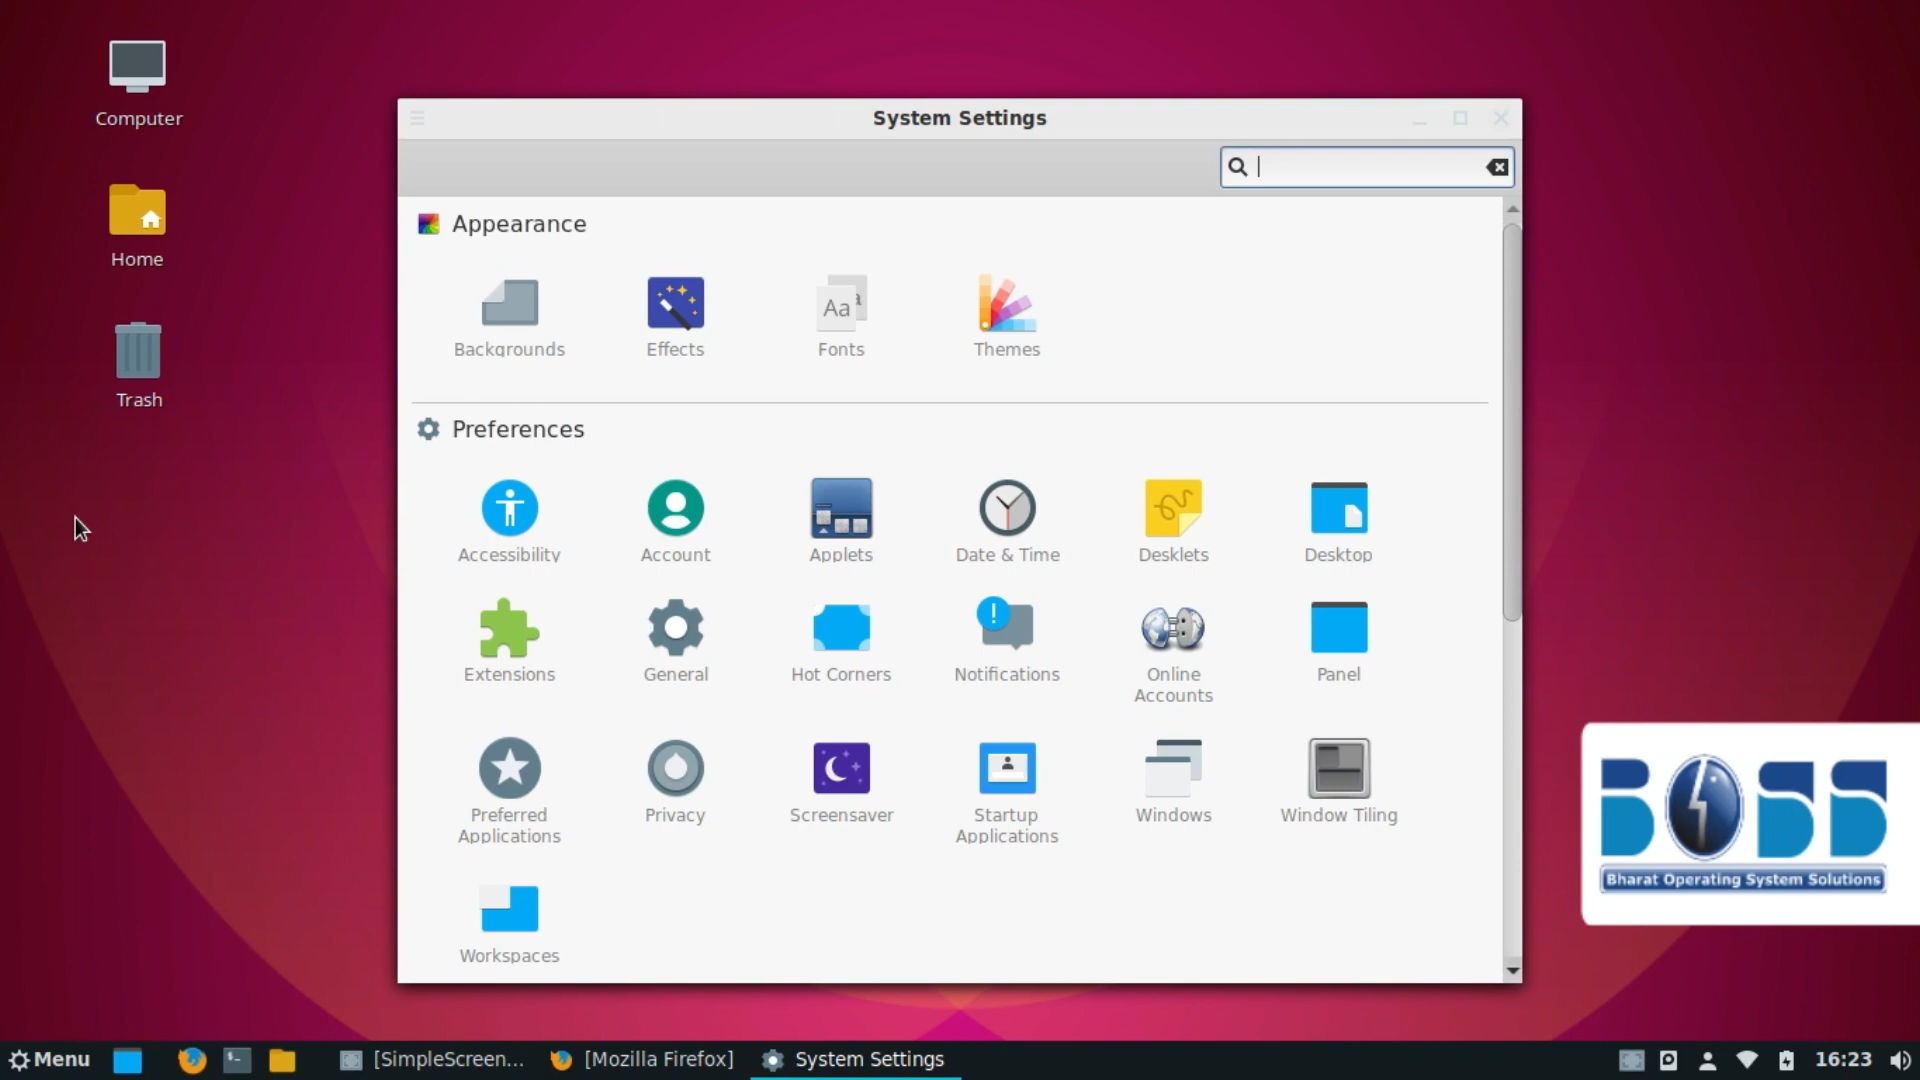 Computer
Home
Trash
System Settings
Appearance
Backgrounds
Effects
Aa
a
Fonts
Themes
Preferences
Accessibility
Account
Applets
Date & Time
Desklets
Desktop
Extensions
General
!
Hot Corners
Notifications
Online
Accounts
Panel
Preferred
Applications
Privacy
Screensaver
Startup
Applications
Windows
Window Tiling
Workspaces
BOSS
Bharat Operating System Solutions
Menu
$-
[SimpleScreen...
[Mozilla Firefox]
System Settings
16:23